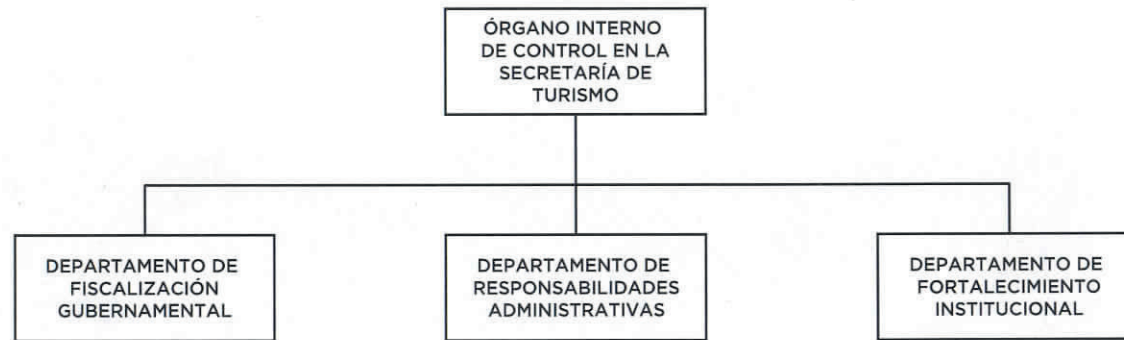 ÓRGANO INTERNO
DE CONTROL EN LA
SECRETARÍA DE
TURISMO
DEPARTAMENTO DE
FISCALIZACIÓN
GUBERNAMENTAL
DEPARTAMENTO DE
RESPONSABILIDADES
ADMINISTRATIVAS
DEPARTAMENTO DE
FORTALECIMIENTO
INSTITUCIONAL